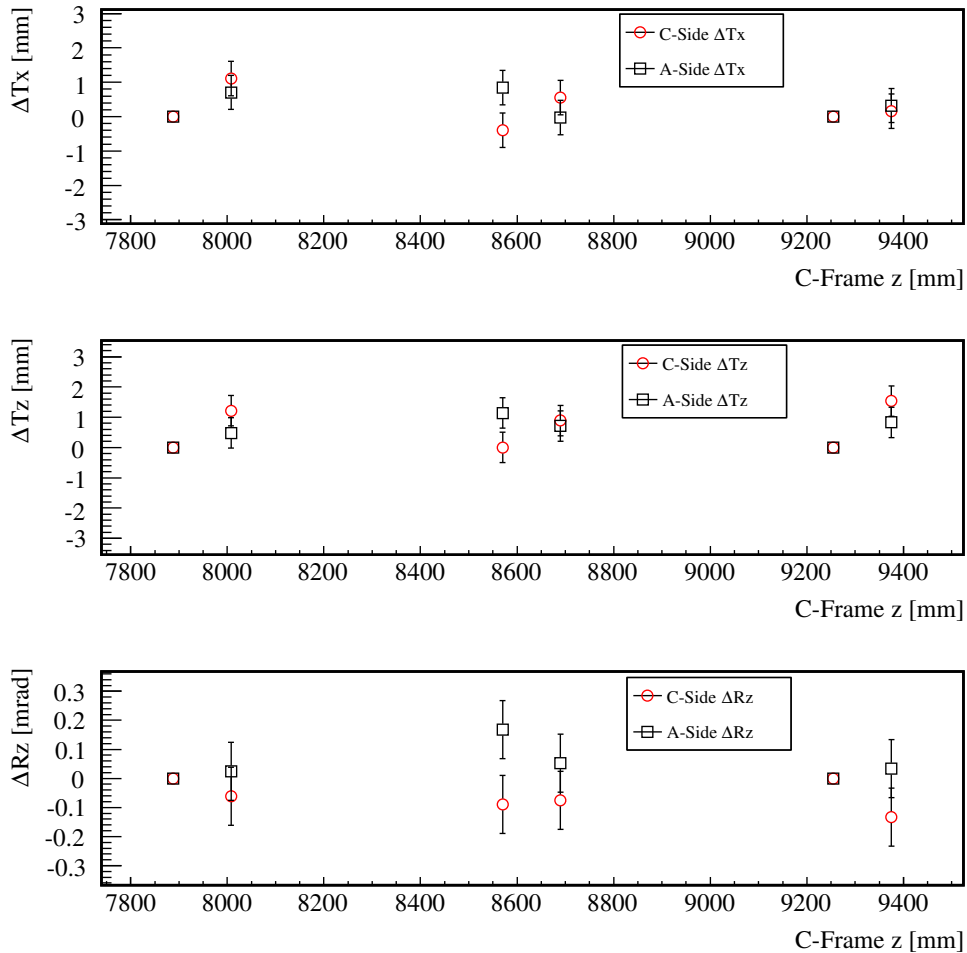 ΔTx [mm]
3
2
1
0
-1
-2
-3
C-Side ΔTx
A-Side ΔTx
7800 8000 8200 8400 8600 8800 9000 9200 9400
C-Frame z [mm]
ΔTz [mm]
3
2
1
0
-1
-2
-3
C-Side ΔTz
A-Side ΔTz
7800 8000 8200 8400 8600 8800 9000 9200 9400
C-Frame z [mm]
ΔRz [mrad]
0.3
0.2
0.1
0
-0.1
-0.2
-0.3
C-Side ΔRz
A-Side ΔRz
7800 8000 8200 8400 8600 8800 9000 9200 9400
C-Frame z [mm]